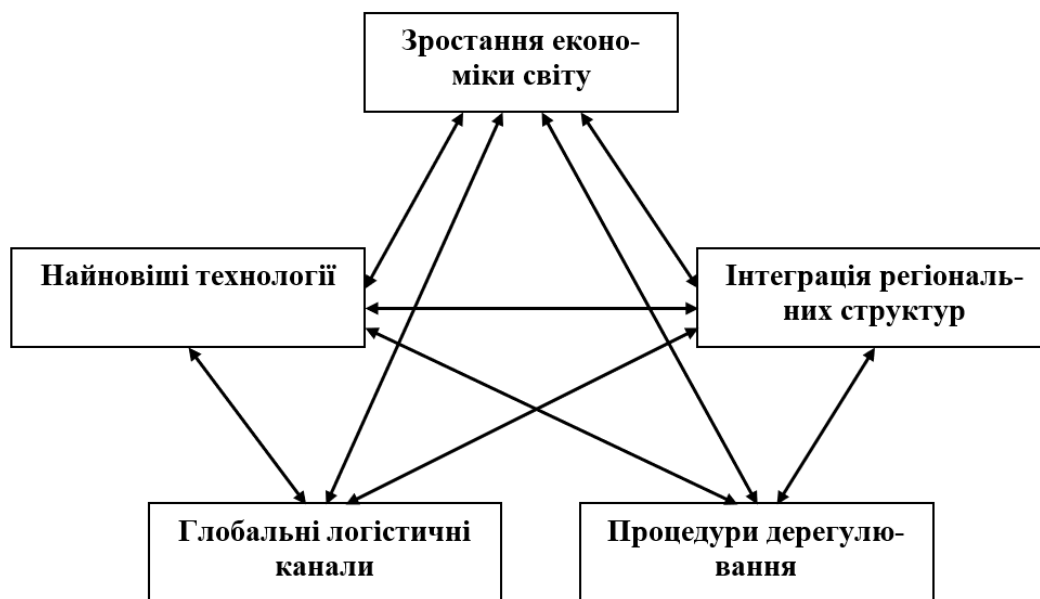 Зростання еконо-
міки світу
Найновіші технології
Інтеграція регіональ-
них структур
Глобальні логістичні
канали
Процедури дерегулю-
вання